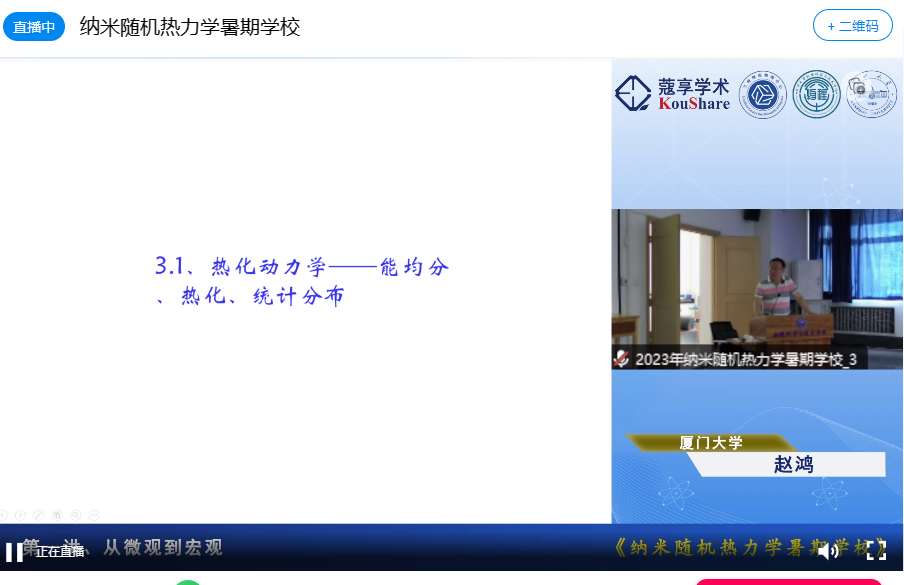 直播中
纳米随机热力学暑期学校
+ 二维码
蔻享学术
KouShare
3.1、热化动力学——能均分
、热化、统计分布
2023年纳米随机热力学暑期学校_3
厦门大学
赵鸿
正在直播
第一讲、从微观到宏观
《纳米随机热力学暑期学校》